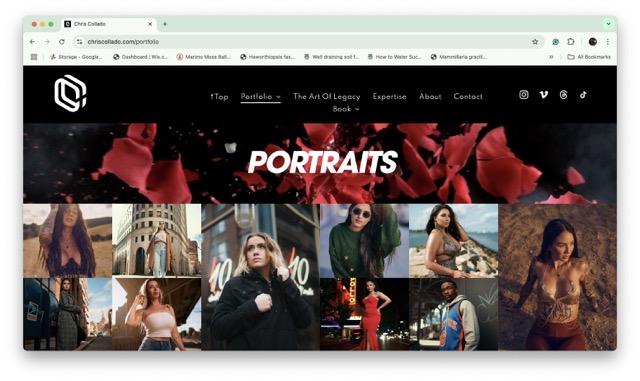 Chris Collado
chriscollado.com/portfolio
Storage - Google...
Dashboard | Wix.c...
Marimo Moss Ball...
Haworthiopsis fas...
Well draining soil f...
How to Water Suc...
Mammillaria gracil...
All Bookmarks
↑Top
Portfolio
The Art Of Legacy
Book
Expertise
About
Contact
PORTRAITS